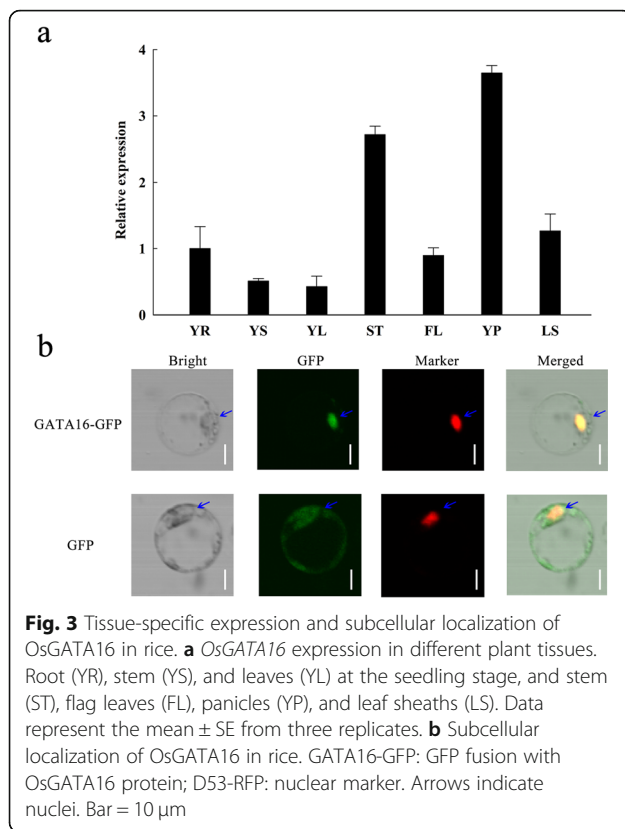 a
Relative expression
4
3
2
1
0
YR YS YL ST FL YP LS
b
Bright GFP Marker Merged
GATA16-GFP
GFP
Fig. 3 Tissue-specific expression and subcellular localization of
OsGATA16 in rice. a OsGATA16 expression in different plant tissues.
Root (YR), stem (YS), and leaves (YL) at the seedling stage, and stem
(ST), flag leaves (FL), panicles (YP), and leaf sheaths (LS). Data
represent the mean ± SE from three replicates. b Subcellular
localization of OsGATA16 in rice. GATA16-GFP: GFP fusion with
OsGATA16 protein; D53-RFP: nuclear marker. Arrows indicate
nuclei. Bar = 10 μm